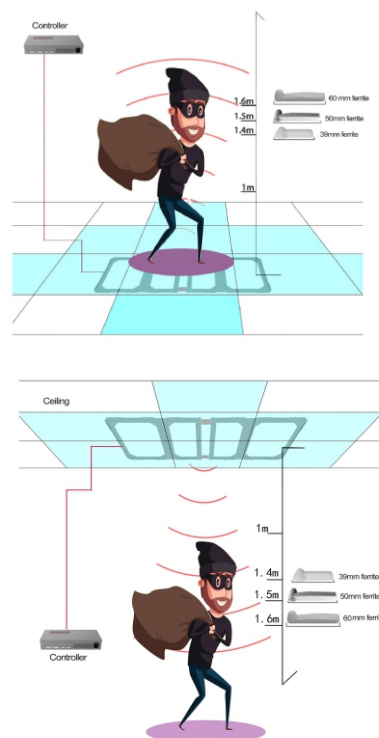 Controller
1.6m
60 mm ferrite
1.5m
50mm ferrite
1.4m
39mm ferrite
1m
Ceiling
1m
1.4m
39mm ferrite
1.5m
50mm ferrite
1.6m
60mm ferrite
Controller